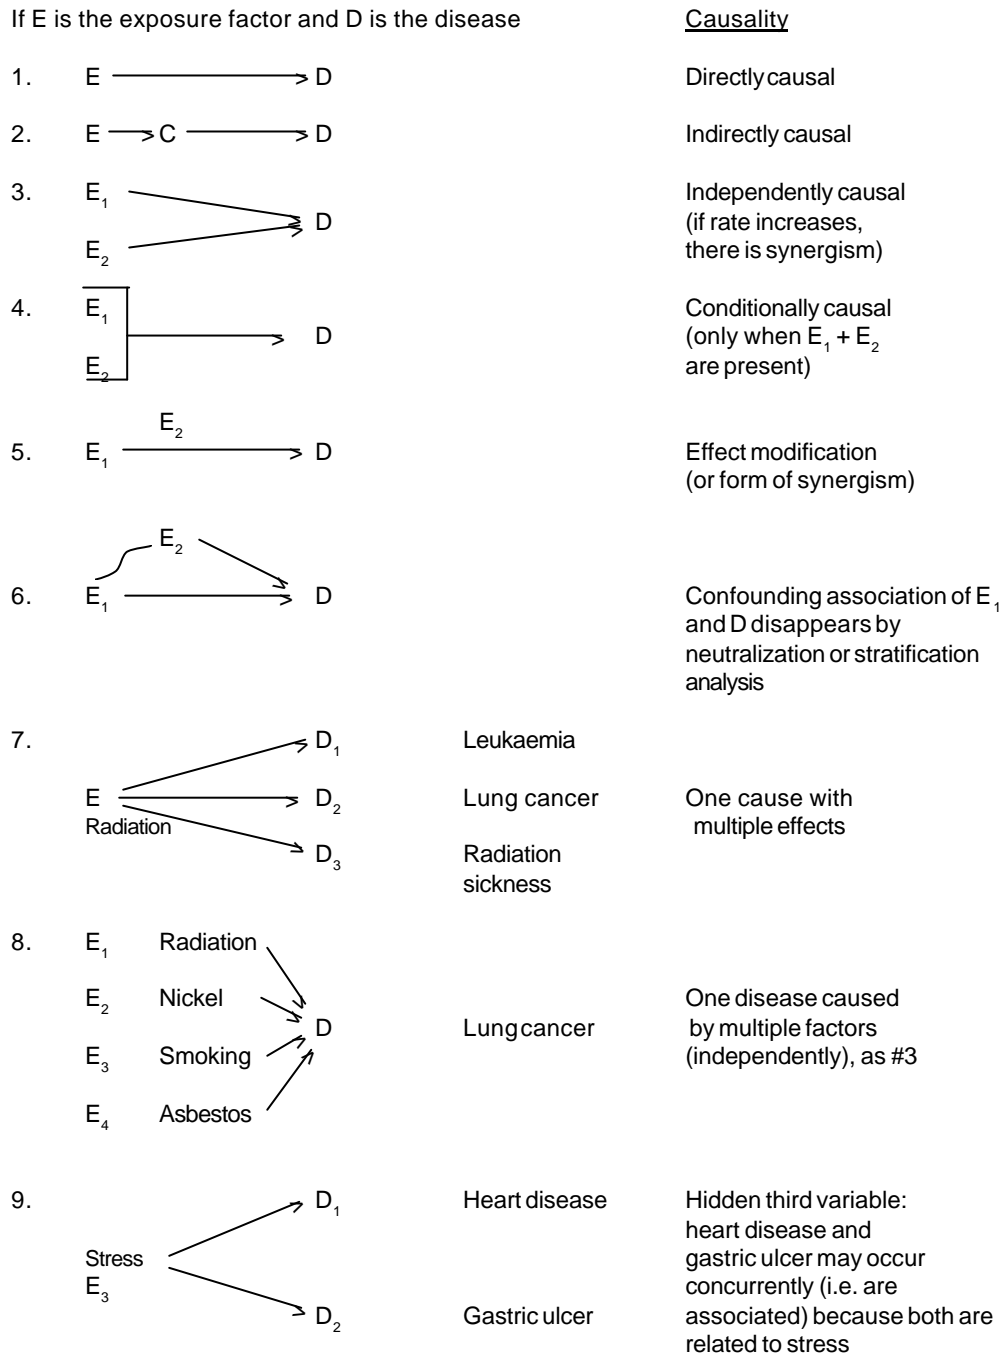 If E is the exposure factor and D is the disease Causality
1. E D Directly causal
2. E C D Indirectly causal
3. E1 Independently causal
D (if rate increases,
E2 there is synergism)
4. E1 Conditionally causal
D (only when E1 + E2
E2 are present)
E2
5. E1 D Effect modification
(or form of synergism)
E2
6. E1 D Confounding association of E1
and D disappears by
neutralization or stratification
analysis
7. D1 Leukaemia
E D2 Lung cancer One cause with
Radiation multiple effects
D3 Radiation
sickness
8. E1 Radiation
E2 Nickel One disease caused
D Lung cancer by multiple factors
E3 Smoking (independently), as #3
E4 Asbestos
9. D1 Heart disease Hidden third variable:
heart disease and
Stress gastric ulcer may occur
E3 concurrently (i.e. are
D2 Gastric ulcer associated) because both are
related to stress